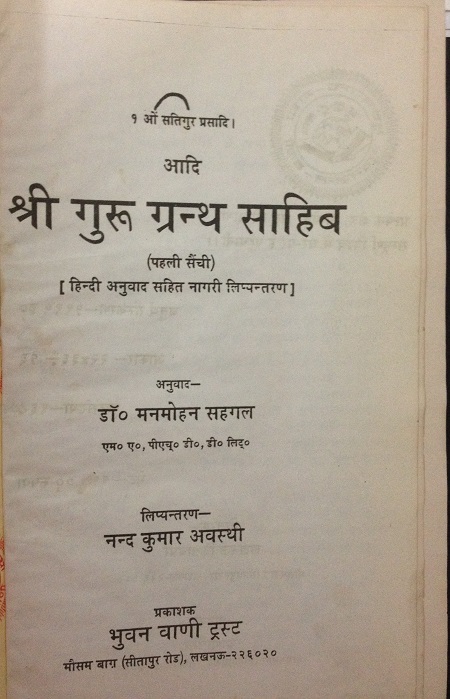 १ ओं सतिगुर प्रसादि।
आदि
श्री गुरू ग्रन्थ साहिब
(पहली सैंची)
[ हिन्दी अनुवाद सहित नागरी लिप्यन्तरण ]
अनुवाद—
डॉ० मनमोहन सहगल
एम० ए०, पीएच्० डी०, डी० लिट्०
लिप्यन्तरण—
नन्द कुमार अवस्थी
प्रकाशक
भुवन वाणी ट्रस्ट
मौसम बाग़ (सीतापुर रोड), लखनऊ-२२६०२०